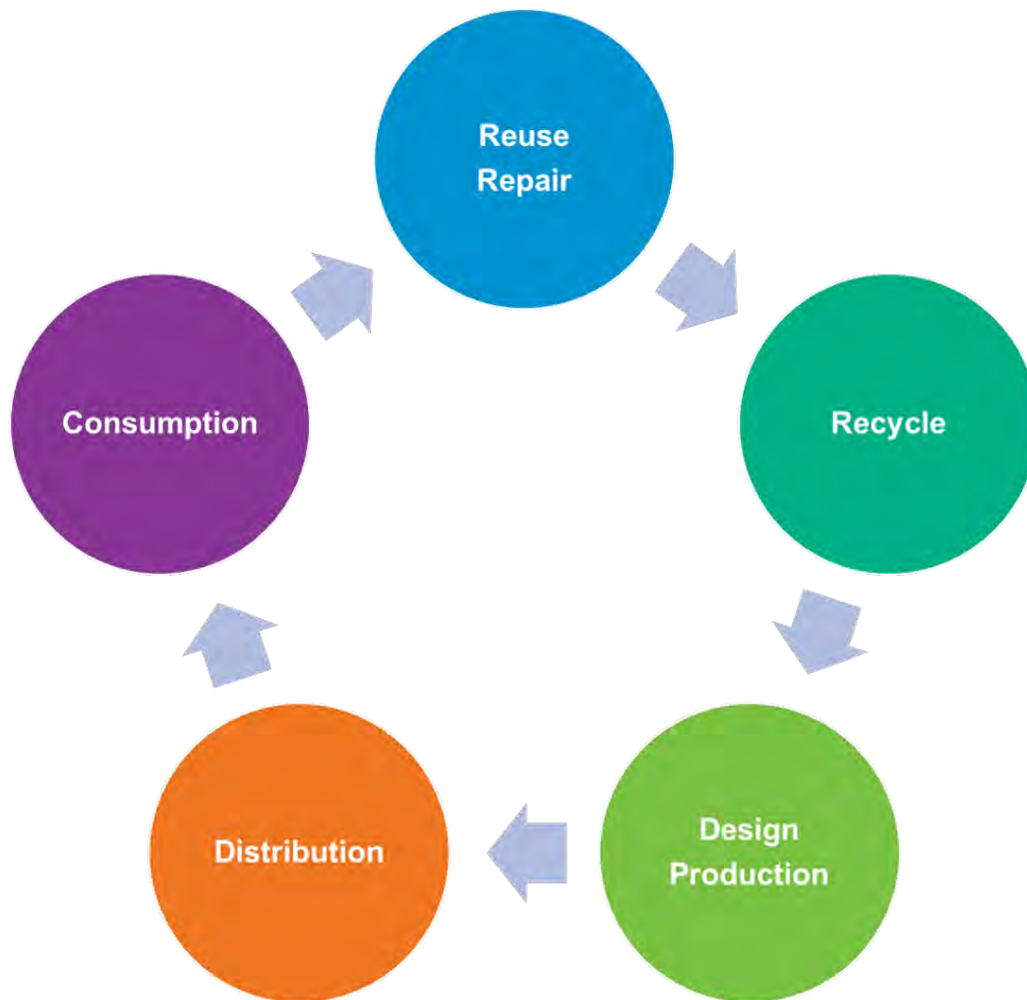 Reuse
Repair
Consumption
Recycle
Distribution
Design
Production